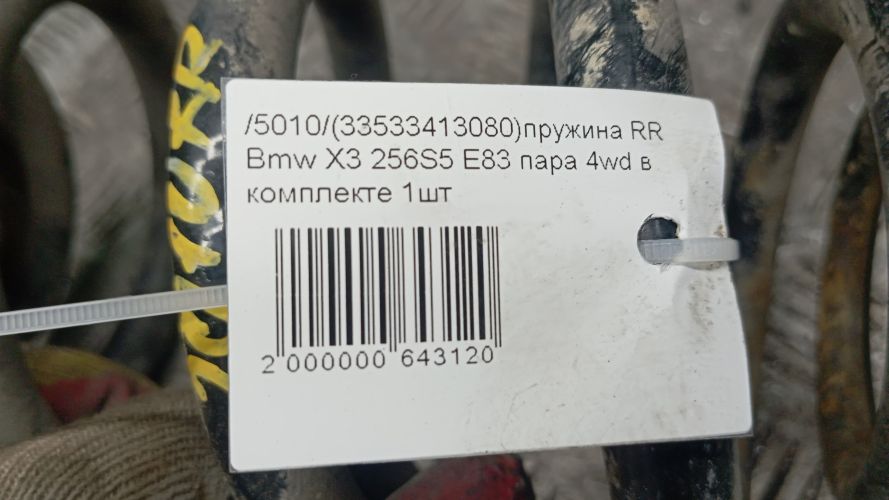 /5010/(33533413080)пружина RR
Bmw X3 256S5 E83 пара 4wd в
комплекте 1шт
2 000000 643120